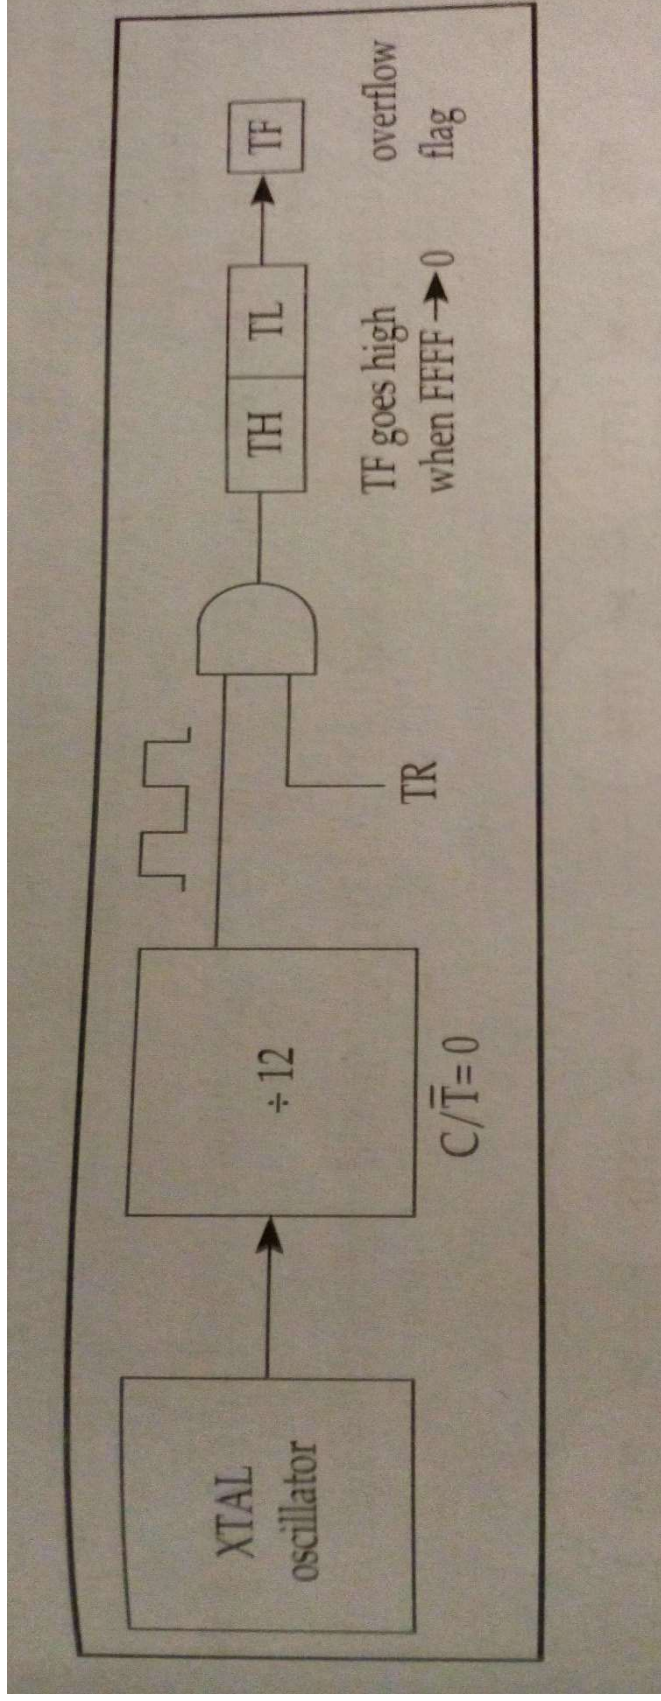 XTAL
oscillator
÷ 12
C/T̅ = 0
TR
TH TL
TF
TF goes high
when FFFF → 0
overflow
flag